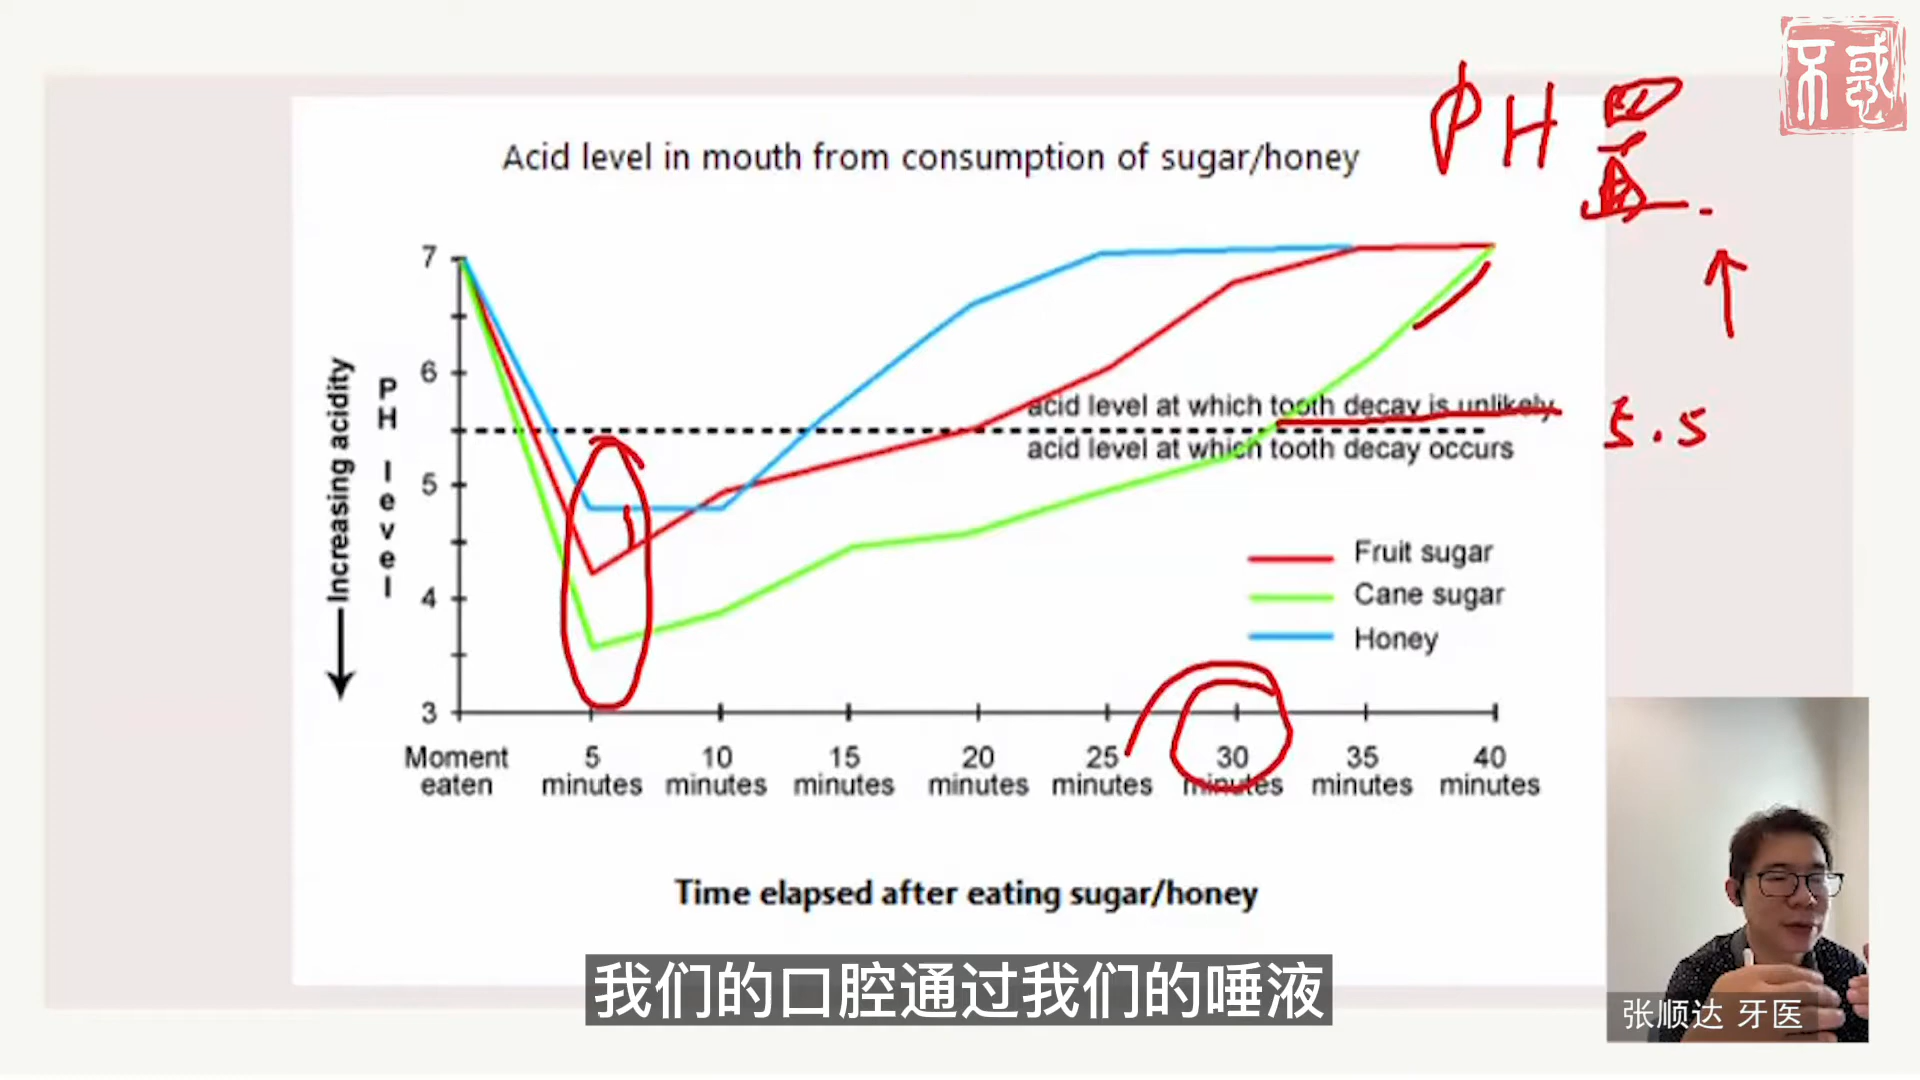 不惑
PH
Acid level in mouth from consumption of sugar/honey
7
6
5
4
3
Increasing acidity
PH level
acid level at which tooth decay is unlikely
acid level at which tooth decay occurs
5.5
Fruit sugar
Cane sugar
Honey
Moment eaten
5 minutes
10 minutes
15 minutes
20 minutes
25 minutes
30 minutes
35 minutes
40 minutes
Time elapsed after eating sugar/honey
我们的口腔通过我们的唾液
张顺达 牙医